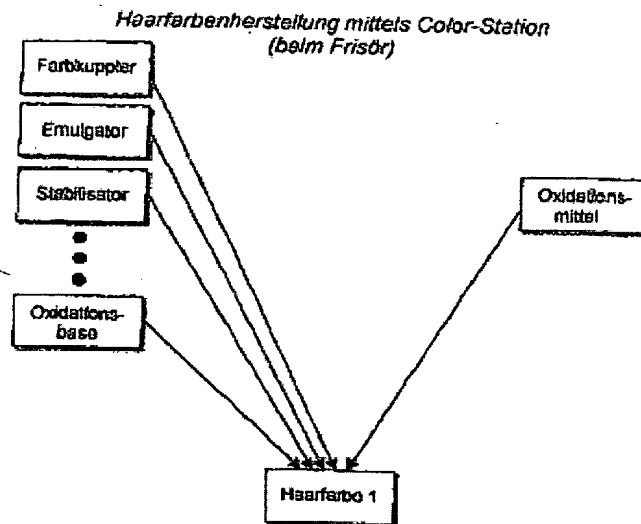 Haarfarbenherstellung mittels Color-Station
(beim Frisör)
Farbkuppler
Emulgator
Stabilisator
Oxidations-
base
Oxidations-
mittel
Haarfarbe 1